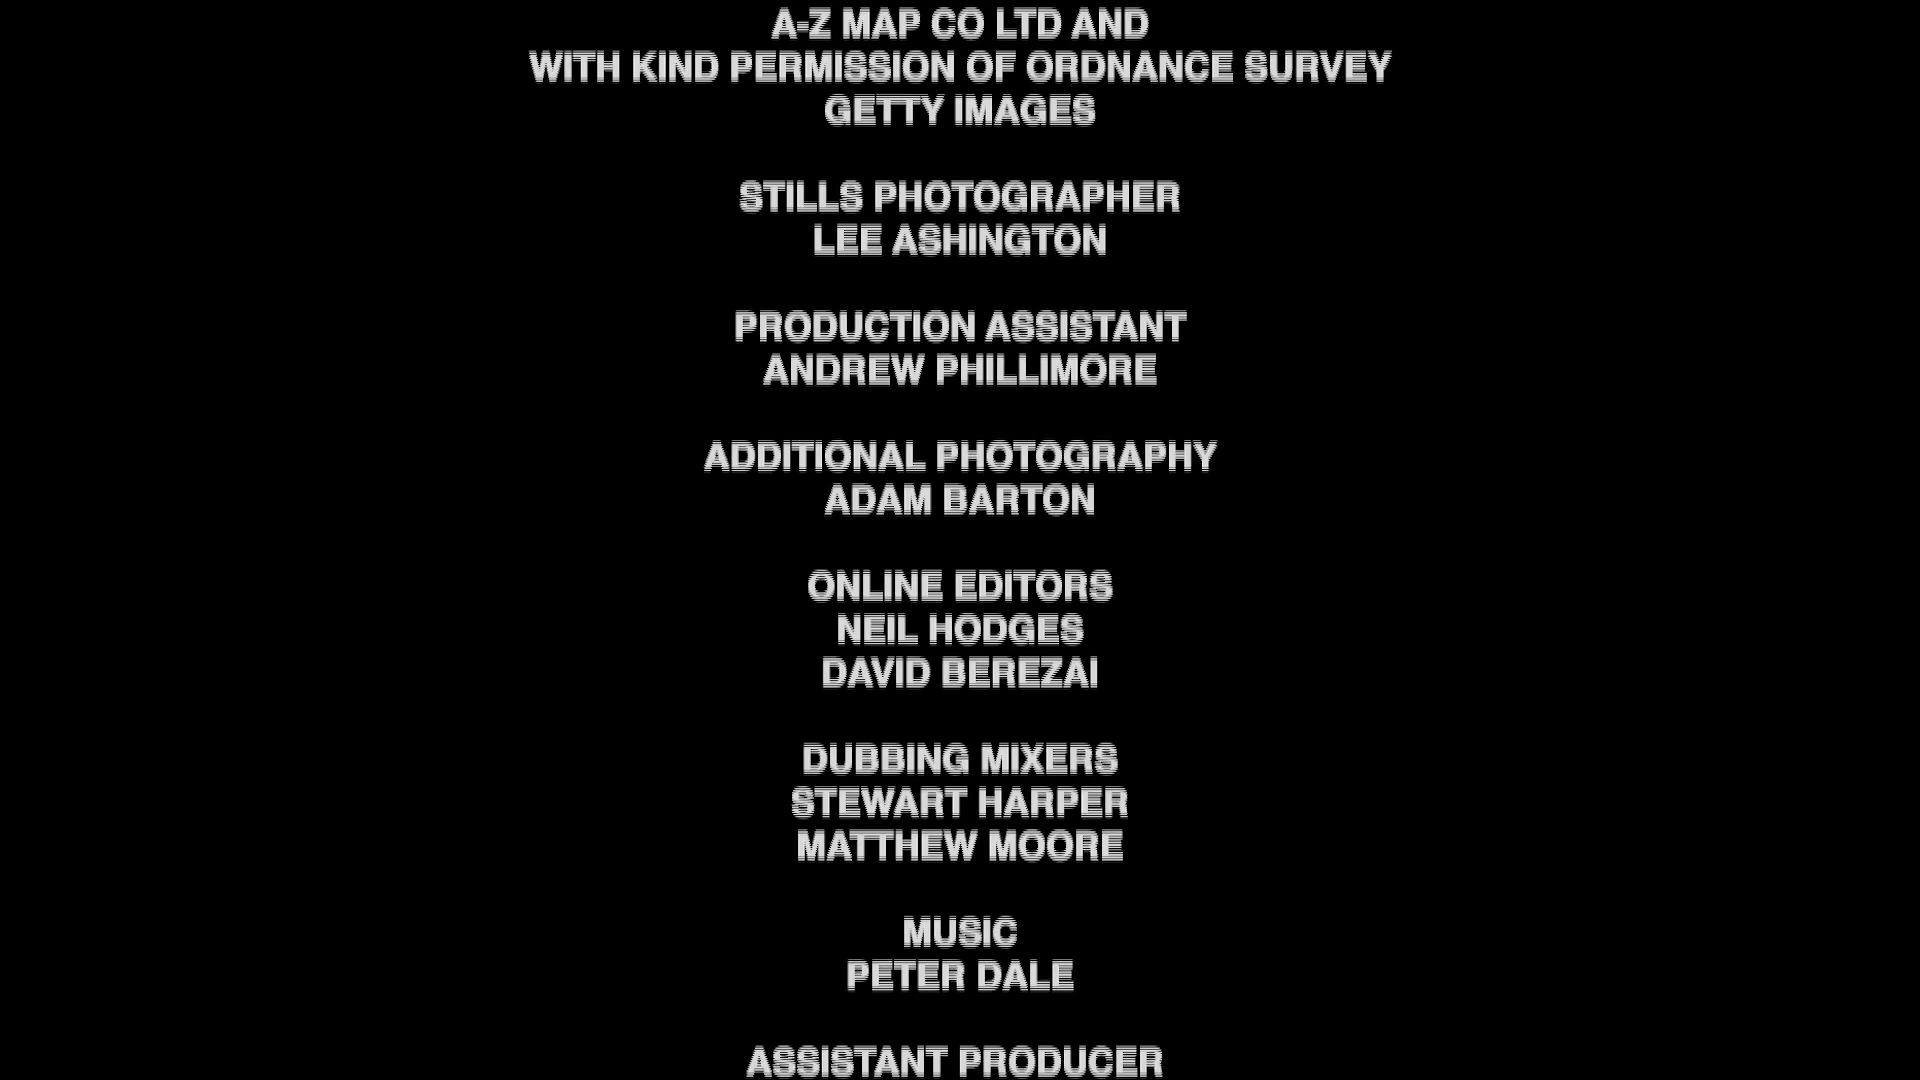 A-Z MAP CO LTD AND
WITH KIND PERMISSION OF ORDNANCE SURVEY
GETTY IMAGES
STILLS PHOTOGRAPHER
LEE ASHINGTON
PRODUCTION ASSISTANT
ANDREW PHILLIMORE
ADDITIONAL PHOTOGRAPHY
ADAM BARTON
ONLINE EDITORS
NEIL HODGES
DAVID BEREZAI
DUBBING MIXERS
STEWART HARPER
MATTHEW MOORE
MUSIC
PETER DALE
ASSISTANT PRODUCER